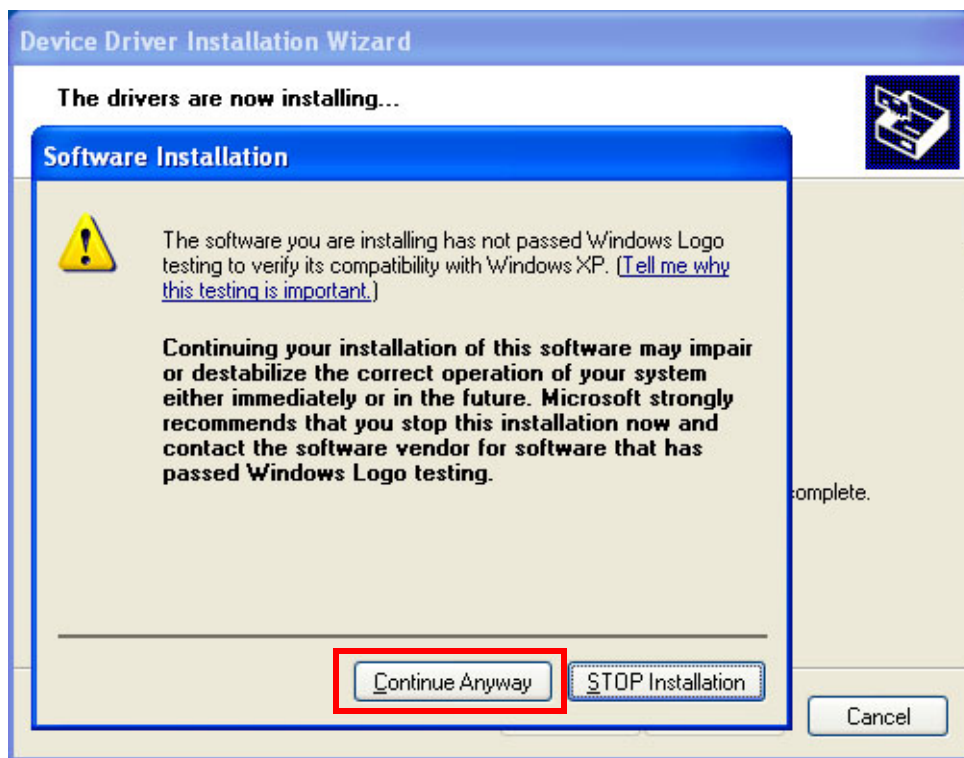 Device Driver Installation Wizard
The drivers are now installing...
Software Installation
The software you are installing has not passed Windows Logo
testing to verify its compatibility with Windows XP. (Tell me why
this testing is important.)
Continuing your installation of this software may impair
or destabilize the correct operation of your system
either immediately or in the future. Microsoft strongly
recommends that you stop this installation now and
contact the software vendor for software that has
passed Windows Logo testing.
complete.
Continue Anyway
STOP Installation
Cancel